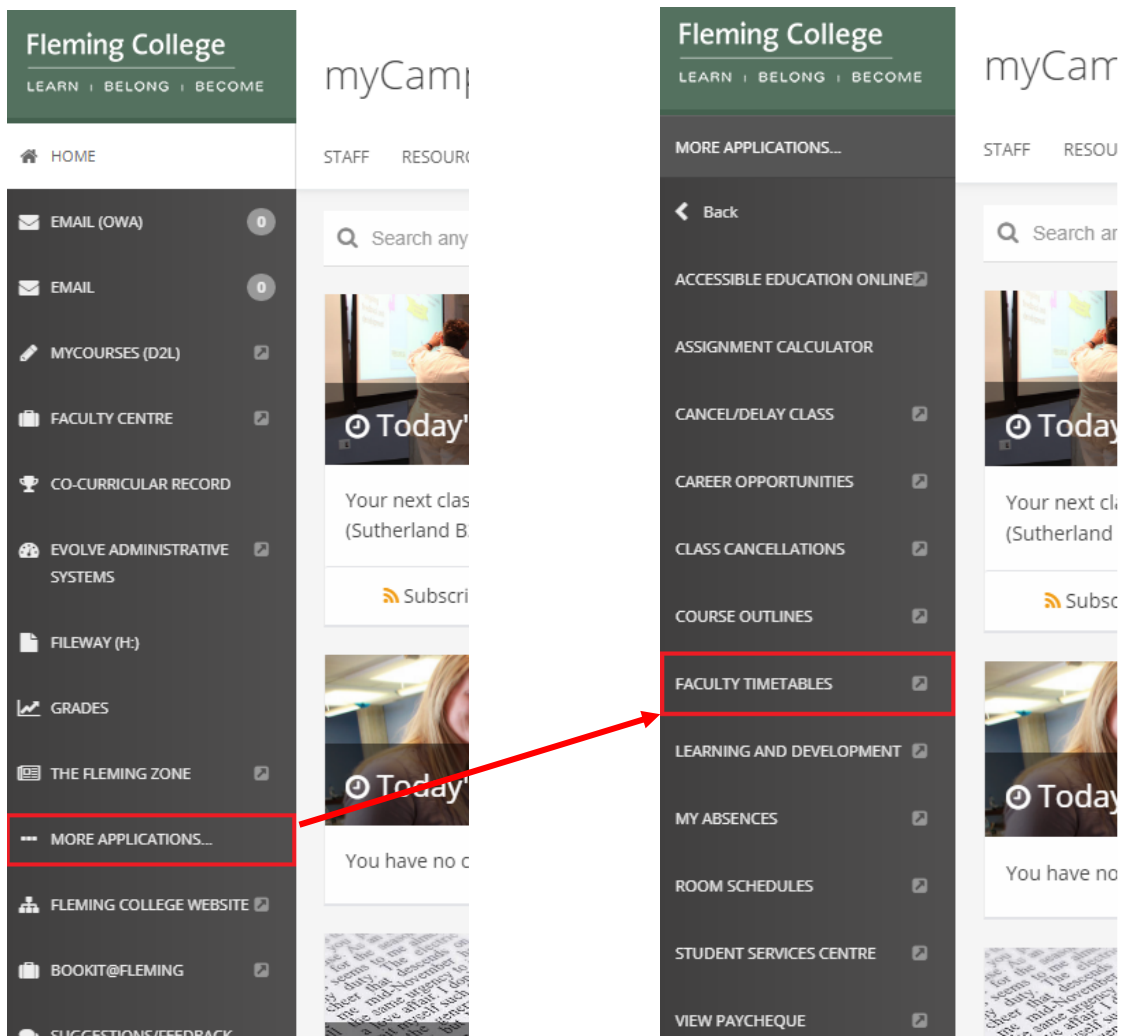 Fleming College
LEARN | BELONG | BECOME
HOME
EMAIL (OWA) 0
EMAIL 0
MYCOURSES (D2L)
FACULTY CENTRE
CO-CURRICULAR RECORD
EVOLVE ADMINISTRATIVE
SYSTEMS
FILEWAY (H:)
GRADES
THE FLEMING ZONE
MORE APPLICATIONS...
FLEMING COLLEGE WEBSITE
BOOKIT@FLEMING
SUGGESTIONS/FEEDBACK
myCamp
STAFF RESOUR
Search any
Today'
Your next clas
(Sutherland B
Subscri
Today'
You have no c
Fleming College
LEARN | BELONG | BECOME
MORE APPLICATIONS...
Back
ACCESSIBLE EDUCATION ONLINE
ASSIGNMENT CALCULATOR
CANCEL/DELAY CLASS
CAREER OPPORTUNITIES
CLASS CANCELLATIONS
COURSE OUTLINES
FACULTY TIMETABLES
LEARNING AND DEVELOPMENT
MY ABSENCES
ROOM SCHEDULES
STUDENT SERVICES CENTRE
VIEW PAYCHEQUE
myCam
STAFF RESOU
Search ar
Today
Your next cl
(Sutherland
Subsc
Today
You have no